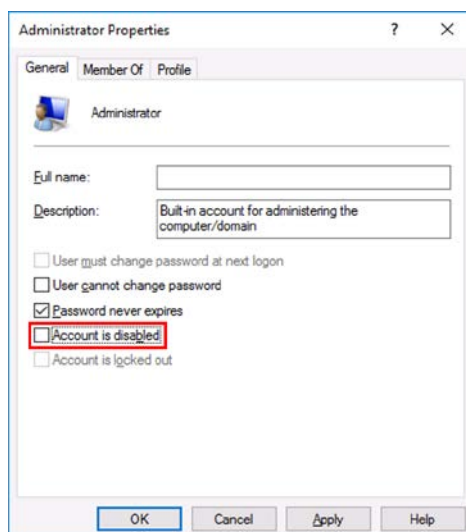 Administrator Properties ?
General Member Of Profile
Administrator
Full name:
Description: Built-in account for administering the
computer/domain
User must change password at next logon
User cannot change password
Password never expires
Account is disabled
Account is locked out
OK Cancel Apply Help